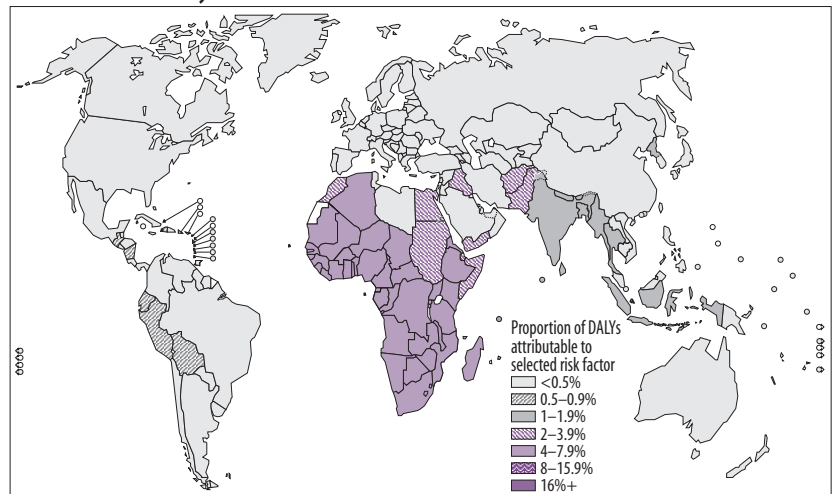 Proportion of DALYs
attributable to
selected risk factor
<0.5%
0.5–0.9%
1–1.9%
2–3.9%
4–7.9%
8–15.9%
16%+